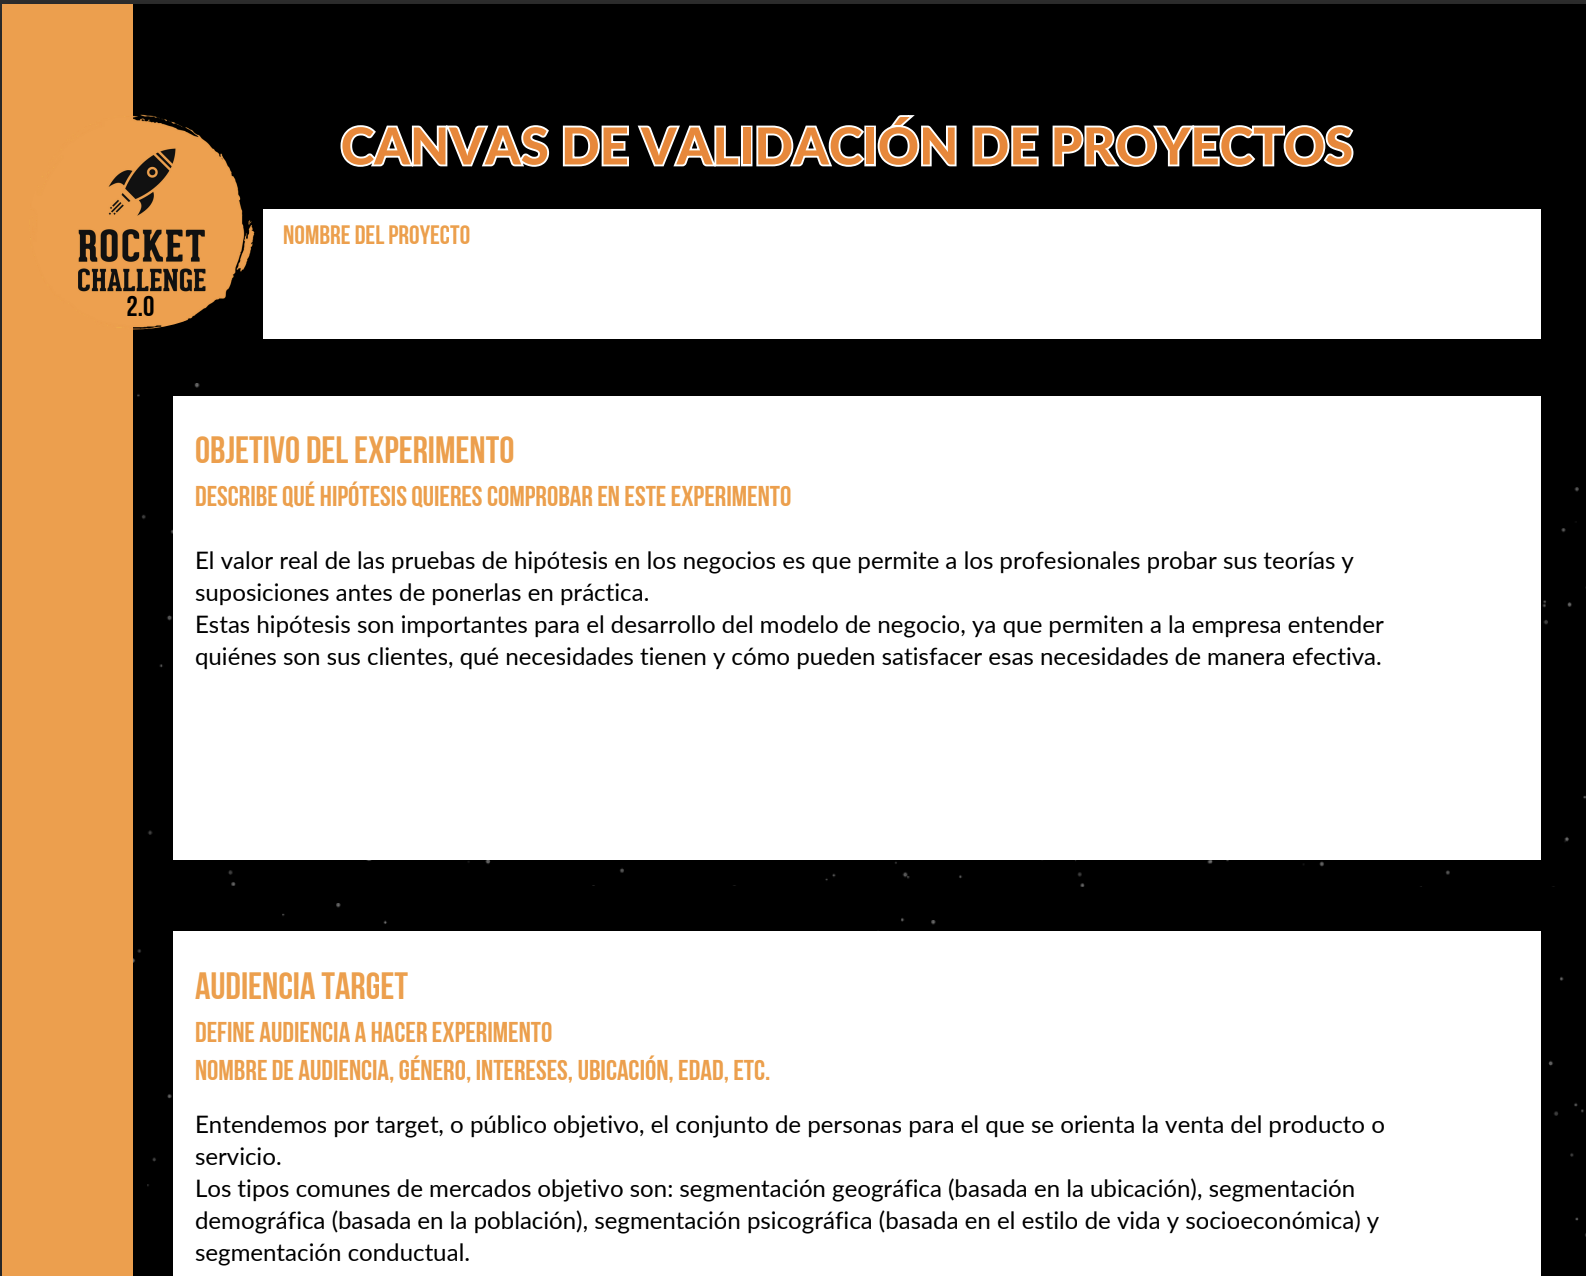 CANVAS DE VALIDACIÓN DE PROYECTOS
ROCKET
CHALLENGE
2.0
NOMBRE DEL PROYECTO
OBJETIVO DEL EXPERIMENTO
DESCRIBE QUÉ HIPÓTESIS QUIERES COMPROBAR EN ESTE EXPERIMENTO
El valor real de las pruebas de hipótesis en los negocios es que permite a los profesionales probar sus teorías y
suposiciones antes de ponerlas en práctica.
Estas hipótesis son importantes para el desarrollo del modelo de negocio, ya que permiten a la empresa entender
quiénes son sus clientes, qué necesidades tienen y cómo pueden satisfacer esas necesidades de manera efectiva.
AUDIENCIA TARGET
DEFINE AUDIENCIA A HACER EXPERIMENTO
NOMBRE DE AUDIENCIA, GÉNERO, INTERESES, UBICACIÓN, EDAD, ETC.
Entendemos por target, o público objetivo, el conjunto de personas para el que se orienta la venta del producto o
servicio.
Los tipos comunes de mercados objetivo son: segmentación geográfica (basada en la ubicación), segmentación
demográfica (basada en la población), segmentación psicográfica (basada en el estilo de vida y socioeconómica) y
segmentación conductual.